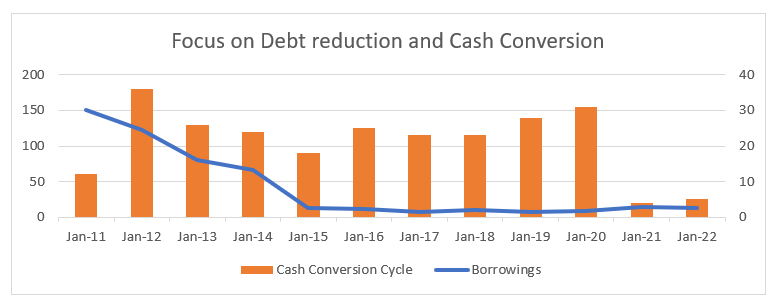 Focus on Debt reduction and Cash Conversion
200 40
150 30
100 20
50 10
0 0
Jan-11 Jan-12 Jan-13 Jan-14 Jan-15 Jan-16 Jan-17 Jan-18 Jan-19 Jan-20 Jan-21 Jan-22
Cash Conversion Cycle Borrowings